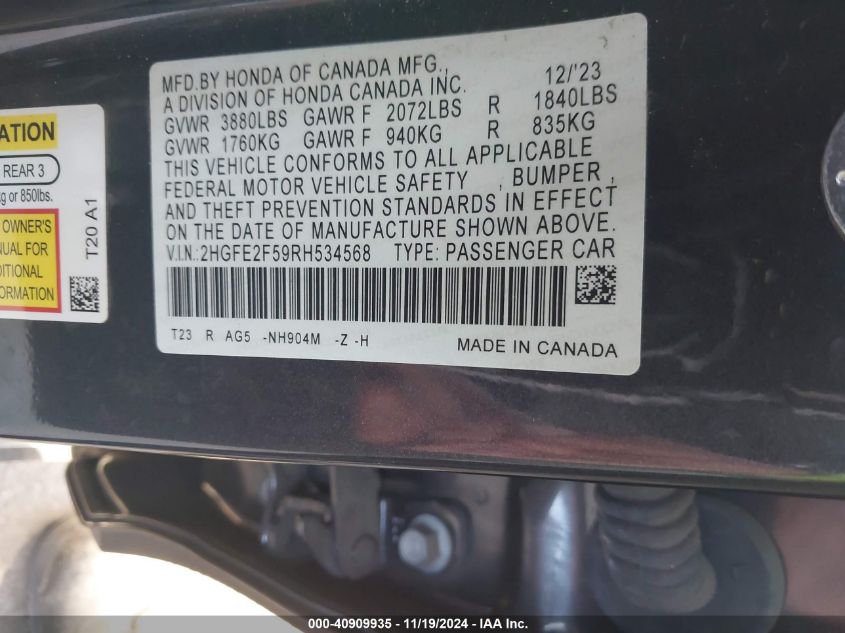 ATION
REAR 3
kg or 850lbs.
OWNER'S
NUAL FOR
DITIONAL
FORMATION
T20 A1
MFD.BY HONDA OF CANADA MFG., 12/'23
A DIVISION OF HONDA CANADA INC.
GVWR 3880LBS GAWR F 2072LBS R 1840LBS
GVWR 1760KG GAWR F 940KG R 835KG
THIS VEHICLE CONFORMS TO ALL APPLICABLE
FEDERAL MOTOR VEHICLE SAFETY , BUMPER ,
AND THEFT PREVENTION STANDARDS IN EFFECT
ON THE DATE OF MANUFACTURE SHOWN ABOVE.
V.I.N.:2HGFE2F59RH534568 TYPE: PASSENGER CAR
T23 R AG5 -NH904M -Z -H
MADE IN CANADA
000-40909935 - 11/19/2024 - IAA Inc.